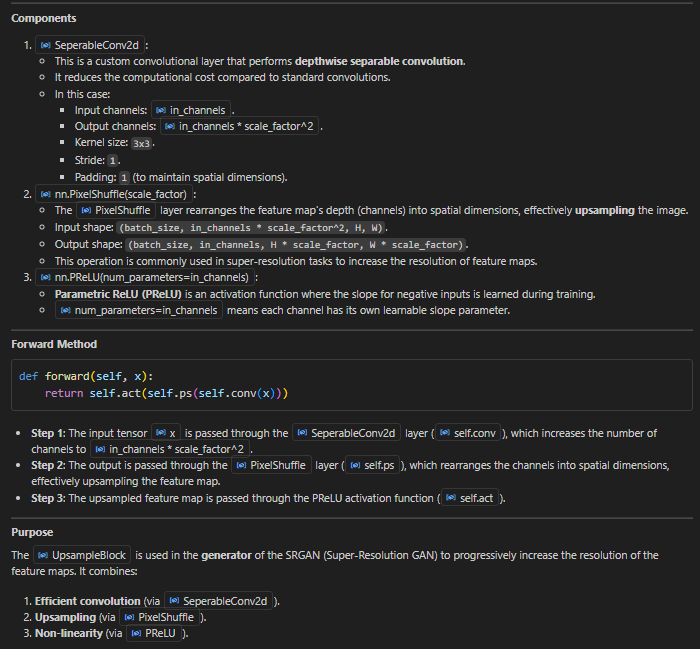 Components
1. SeperableConv2d :
This is a custom convolutional layer that performs depthwise separable convolution.
It reduces the computational cost compared to standard convolutions.
In this case:
Input channels: in_channels .
Output channels: in_channels * scale_factor^2 .
Kernel size: 3x3.
Stride: 1.
Padding: 1 (to maintain spatial dimensions).
2. nn.PixelShuffle(scale_factor) :
The PixelShuffle layer rearranges the feature map's depth (channels) into spatial dimensions, effectively upsampling the image.
Input shape: (batch_size, in_channels * scale_factor^2, H, W).
Output shape: (batch_size, in_channels, H * scale_factor, W * scale_factor).
This operation is commonly used in super-resolution tasks to increase the resolution of feature maps.
3. nn.PReLU(num_parameters=in_channels) :
Parametric ReLU (PReLU) is an activation function where the slope for negative inputs is learned during training.
num_parameters=in_channels means each channel has its own learnable slope parameter.
Forward Method
def forward(self, x):
return self.act(self.ps(self.conv(x)))
Step 1: The input tensor x is passed through the SeperableConv2d layer ( self.conv ), which increases the number of
channels to in_channels * scale_factor^2 .
Step 2: The output is passed through the PixelShuffle layer ( self.ps ), which rearranges the channels into spatial dimensions,
effectively upsampling the feature map.
Step 3: The upsampled feature map is passed through the PReLU activation function ( self.act ).
Purpose
The UpsampleBlock is used in the generator of the SRGAN (Super-Resolution GAN) to progressively increase the resolution of the
feature maps. It combines:
1. Efficient convolution (via SeperableConv2d ).
2. Upsampling (via PixelShuffle ).
3. Non-linearity (via PReLU ).